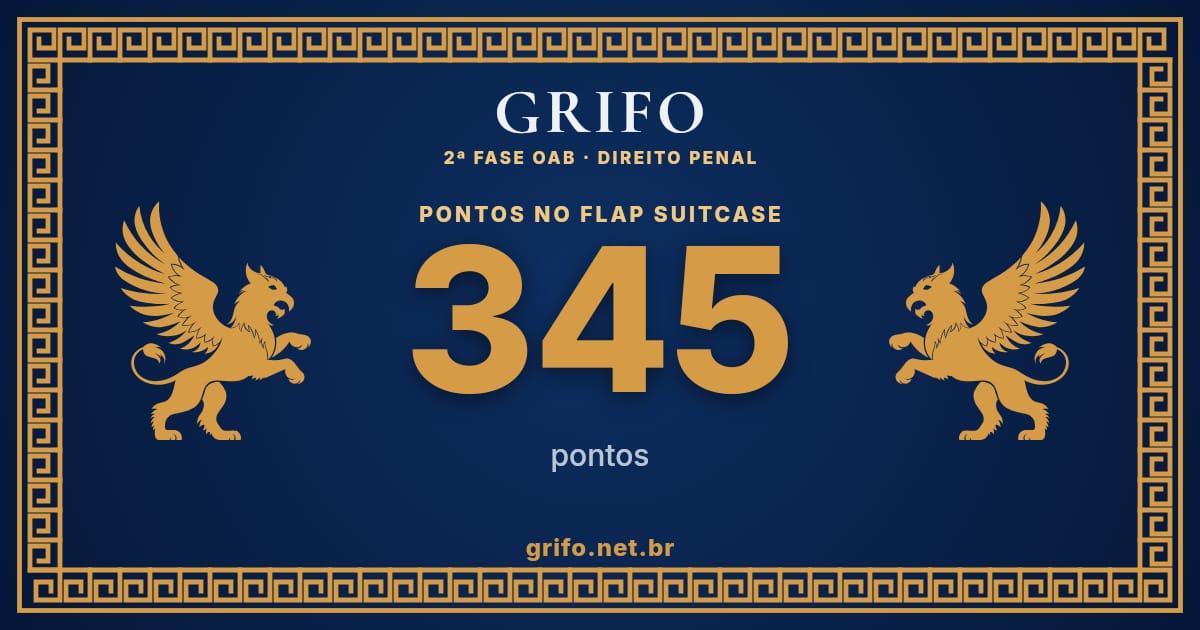 GRIFO
2ª FASE OAB · DIREITO PENAL
PONTOS NO FLAP SUITCASE
345
pontos
grifo.net.br